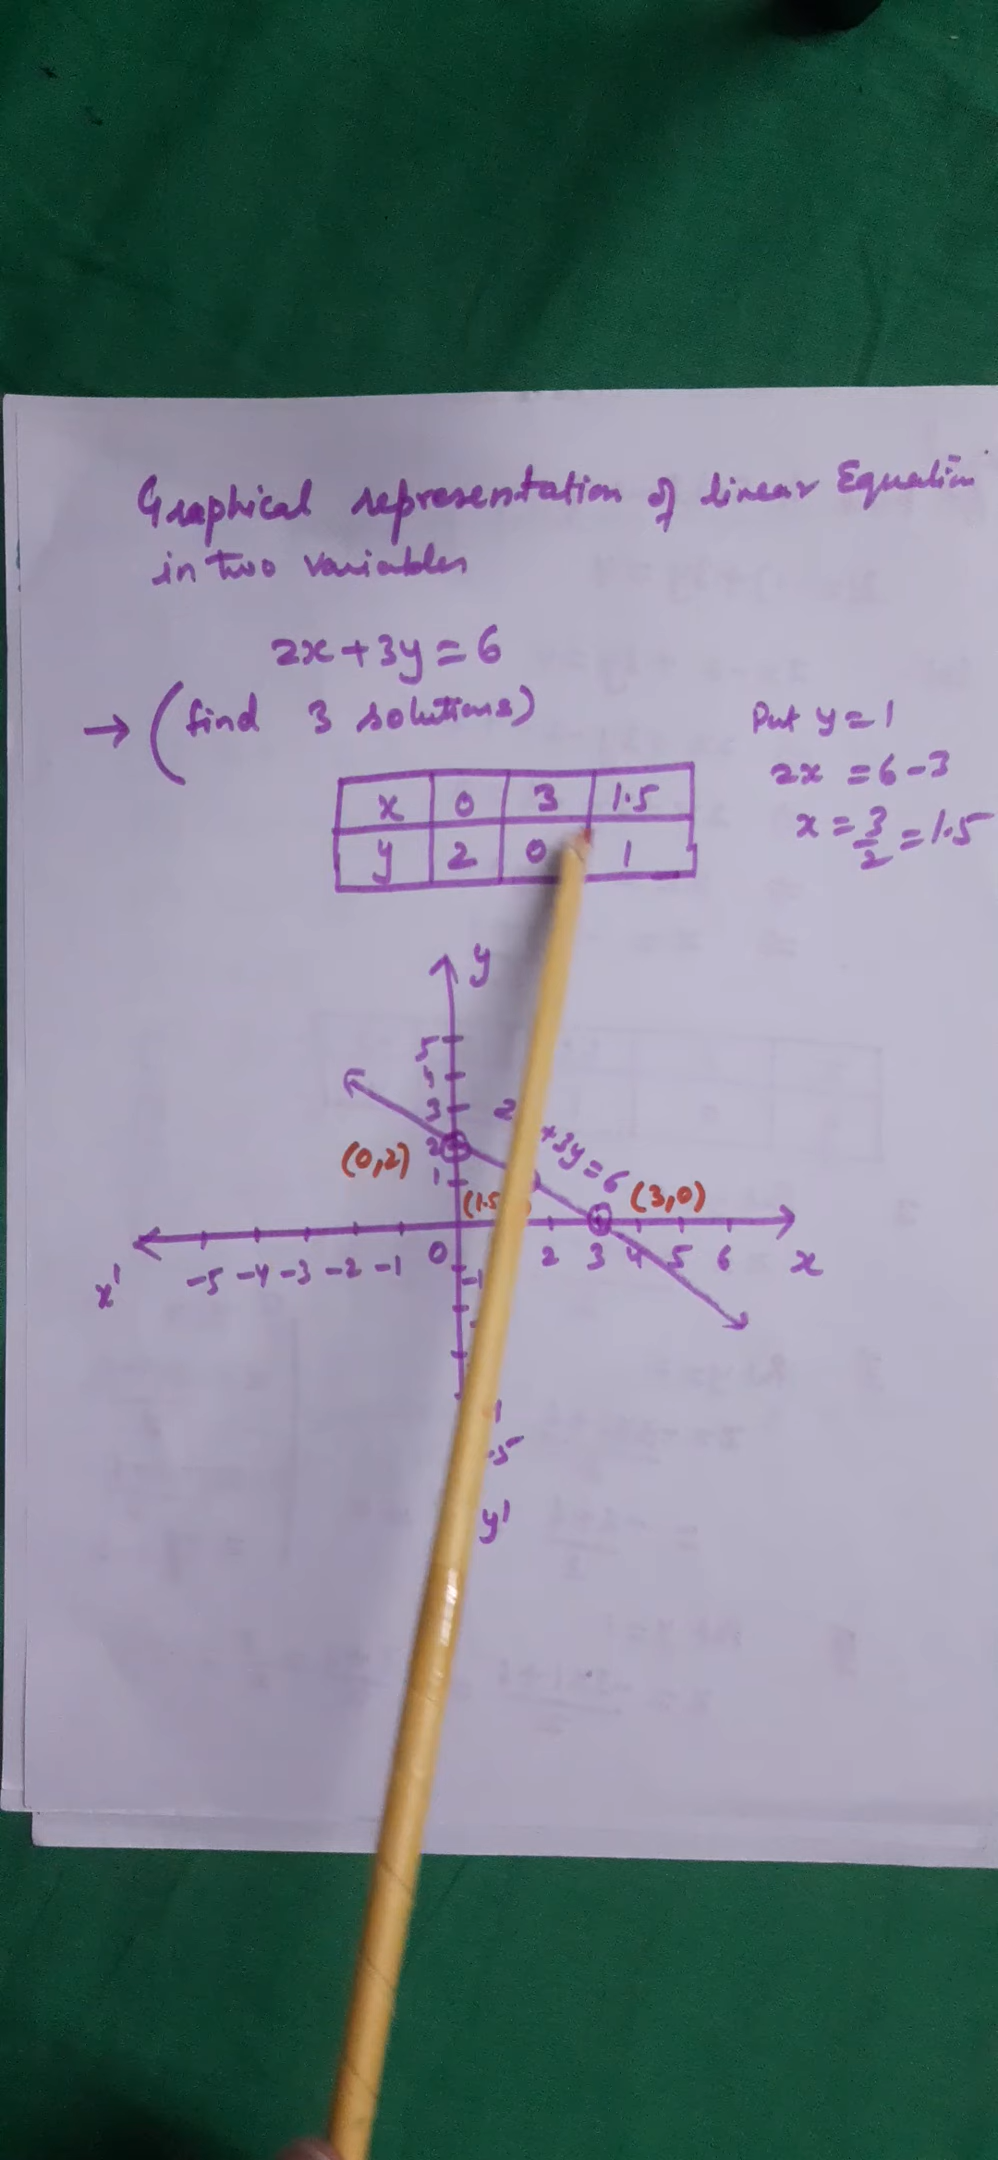 Graphical representation of linear Equation
in two variables
2x+3y=6
→ (find 3 solutions)
Put y=1
2x = 6-3
x = 3/2 = 1.5
x 0 3 1.5
y 2 0 1
y
5
4
3
2
1
(0,2)
+3y=6
(3,0)
x' -5 -4 -3 -2 -1 0 2 3 4 5 6 x
-1
y'